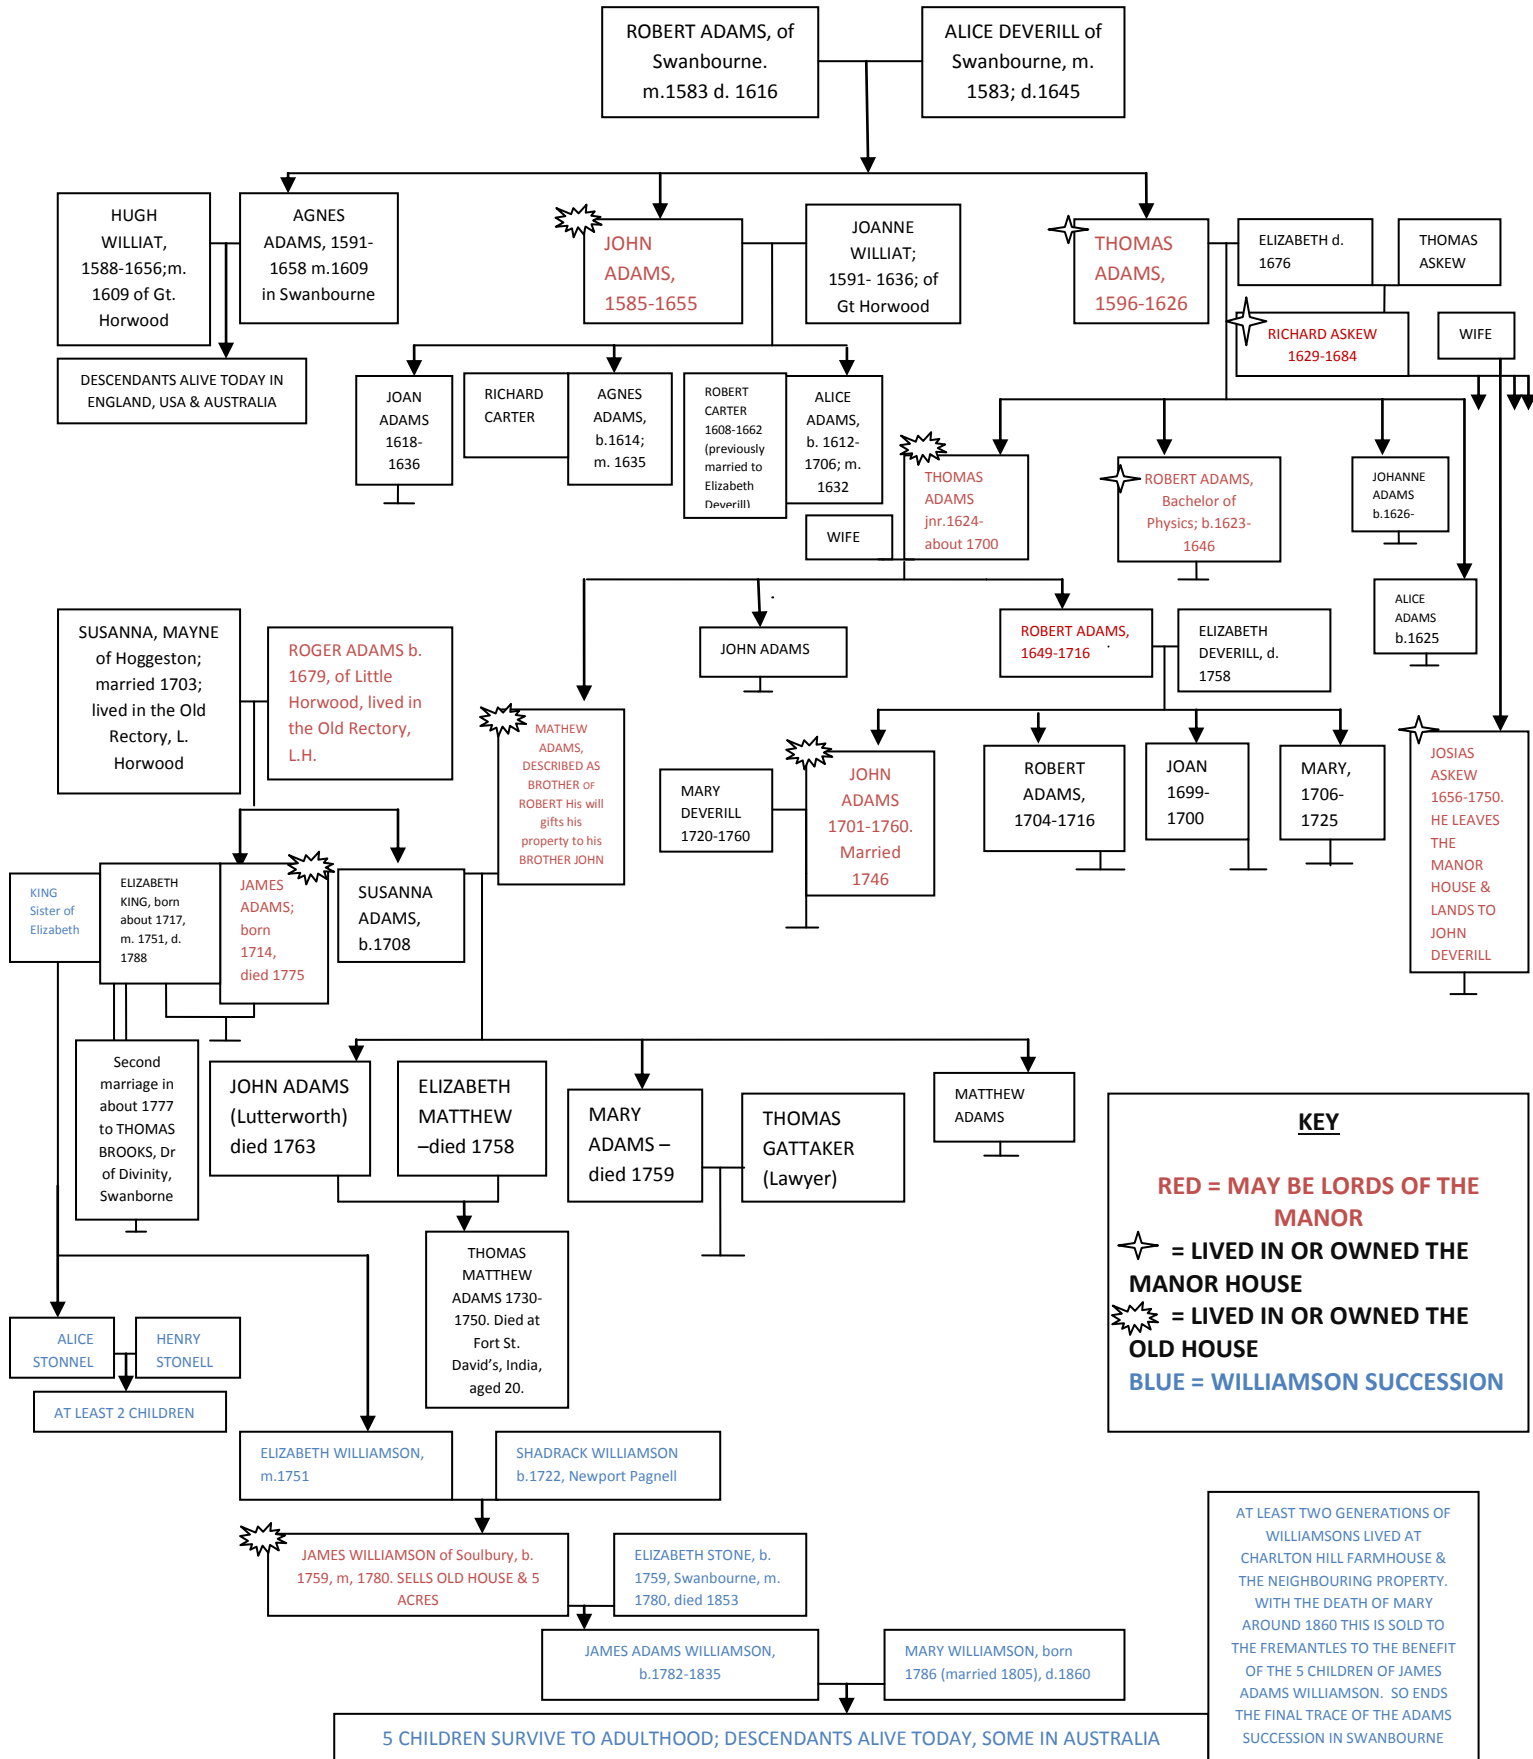 ROBERT ADAMS, of
Swanbourne.
m.1583 d. 1616
ALICE DEVERILL of
Swanbourne, m.
1583; d.1645
HUGH
WILLIAT,
1588-1656;m.
1609 of Gt.
Horwood
AGNES
ADAMS, 1591-
1658 m.1609
in Swanbourne
JOHN
ADAMS,
1585-1655
JOANNE
WILLIAT;
1591- 1636; of
Gt Horwood
THOMAS
ADAMS,
1596-1626
ELIZABETH d.
1676
THOMAS
ASKEW
RICHARD ASKEW
1629-1684
WIFE
DESCENDANTS ALIVE TODAY IN
ENGLAND, USA & AUSTRALIA
JOAN
ADAMS
1618-
1636
RICHARD
CARTER
AGNES
ADAMS,
b.1614;
m. 1635
ROBERT
CARTER
1608-1662
(previously
married to
Elizabeth
Deverill)
ALICE
ADAMS,
b. 1612-
1706; m.
1632
WIFE
THOMAS
ADAMS
jnr.1624-
about 1700
ROBERT ADAMS,
Bachelor of
Physics; b.1623-
1646
JOHANNE
ADAMS
b.1626-
ALICE
ADAMS
b.1625
SUSANNA, MAYNE
of Hoggeston;
married 1703;
lived in the Old
Rectory, L.
Horwood
ROGER ADAMS b.
1679, of Little
Horwood, lived in
the Old Rectory,
L.H.
JOHN ADAMS
ROBERT ADAMS,
1649-1716
ELIZABETH
DEVERILL, d.
1758
MATHEW
ADAMS,
DESCRIBED AS
BROTHER OF
ROBERT His will
gifts his
property to his
BROTHER JOHN
MARY
DEVERILL
1720-1760
JOHN
ADAMS
1701-1760.
Married
1746
ROBERT
ADAMS,
1704-1716
JOAN
1699-
1700
MARY,
1706-
1725
JOSIAS
ASKEW
1656-1750.
HE LEAVES
THE
MANOR
HOUSE &
LANDS TO
JOHN
DEVERILL
KING
Sister of
Elizabeth
ELIZABETH
KING, born
about 1717,
m. 1751, d.
1788
JAMES
ADAMS;
born
1714,
died 1775
SUSANNA
ADAMS,
b.1708
Second
marriage in
about 1777
to THOMAS
BROOKS, Dr
of Divinity,
Swanborne
JOHN ADAMS
(Lutterworth)
died 1763
ELIZABETH
MATTHEW
–died 1758
MARY
ADAMS –
died 1759
THOMAS
GATTAKER
(Lawyer)
MATTHEW
ADAMS
THOMAS
MATTHEW
ADAMS 1730-
1750. Died at
Fort St.
David’s, India,
aged 20.
KEY
RED = MAY BE LORDS OF THE
MANOR
= LIVED IN OR OWNED THE
MANOR HOUSE
= LIVED IN OR OWNED THE
OLD HOUSE
BLUE = WILLIAMSON SUCCESSION
ALICE
STONNEL
HENRY
STONELL
AT LEAST 2 CHILDREN
ELIZABETH WILLIAMSON,
m.1751
SHADRACK WILLIAMSON
b.1722, Newport Pagnell
JAMES WILLIAMSON of Soulbury, b.
1759, m, 1780. SELLS OLD HOUSE & 5
ACRES
ELIZABETH STONE, b.
1759, Swanbourne, m.
1780, died 1853
JAMES ADAMS WILLIAMSON,
b.1782-1835
MARY WILLIAMSON, born
1786 (married 1805), d.1860
5 CHILDREN SURVIVE TO ADULTHOOD; DESCENDANTS ALIVE TODAY, SOME IN AUSTRALIA
AT LEAST TWO GENERATIONS OF
WILLIAMSONS LIVED AT
CHARLTON HILL FARMHOUSE &
THE NEIGHBOURING PROPERTY.
WITH THE DEATH OF MARY
AROUND 1860 THIS IS SOLD TO
THE FREMANTLES TO THE BENEFIT
OF THE 5 CHILDREN OF JAMES
ADAMS WILLIAMSON. SO ENDS
THE FINAL TRACE OF THE ADAMS
SUCCESSION IN SWANBOURNE